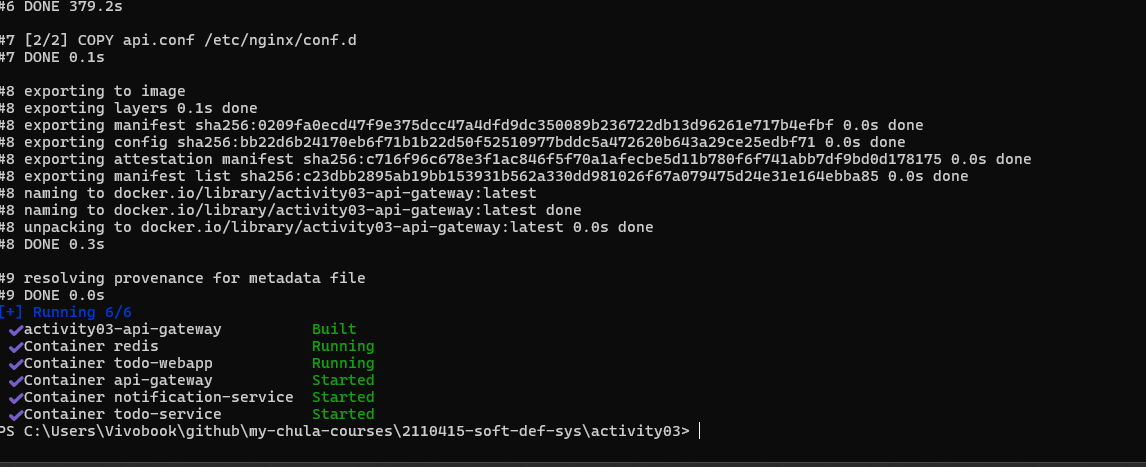 #6 DONE 379.2s
#7 [2/2] COPY api.conf /etc/nginx/conf.d
#7 DONE 0.1s
#8 exporting to image
#8 exporting layers 0.1s done
#8 exporting manifest sha256:0209fa0ecd47f9e375dcc47a4dfd9dc350089b236722db13d96261e717b4efbf 0.0s done
#8 exporting config sha256:bb22d6b24170eb6f71b1b22d50f52510977bddc5a472620b643a29ce25edbf71 0.0s done
#8 exporting attestation manifest sha256:c716f96c678e3f1ac846f5f70a1afecbe5d11b780f6f741abb7df9bd0d178175 0.0s done
#8 exporting manifest list sha256:c23dbb2895ab19bb153931b562a330dd981026f67a079475d24e31e164ebba85 0.0s done
#8 naming to docker.io/library/activity03-api-gateway:latest
#8 naming to docker.io/library/activity03-api-gateway:latest done
#8 unpacking to docker.io/library/activity03-api-gateway:latest 0.0s done
#8 DONE 0.3s
#9 resolving provenance for metadata file
#9 DONE 0.0s
[+] Running 6/6
✔activity03-api-gateway Built
✔Container redis Running
✔Container todo-webapp Running
✔Container api-gateway Started
✔Container notification-service Started
✔Container todo-service Started
PS C:\Users\Vivobook\github\my-chula-courses\2110415-soft-def-sys\activity03>